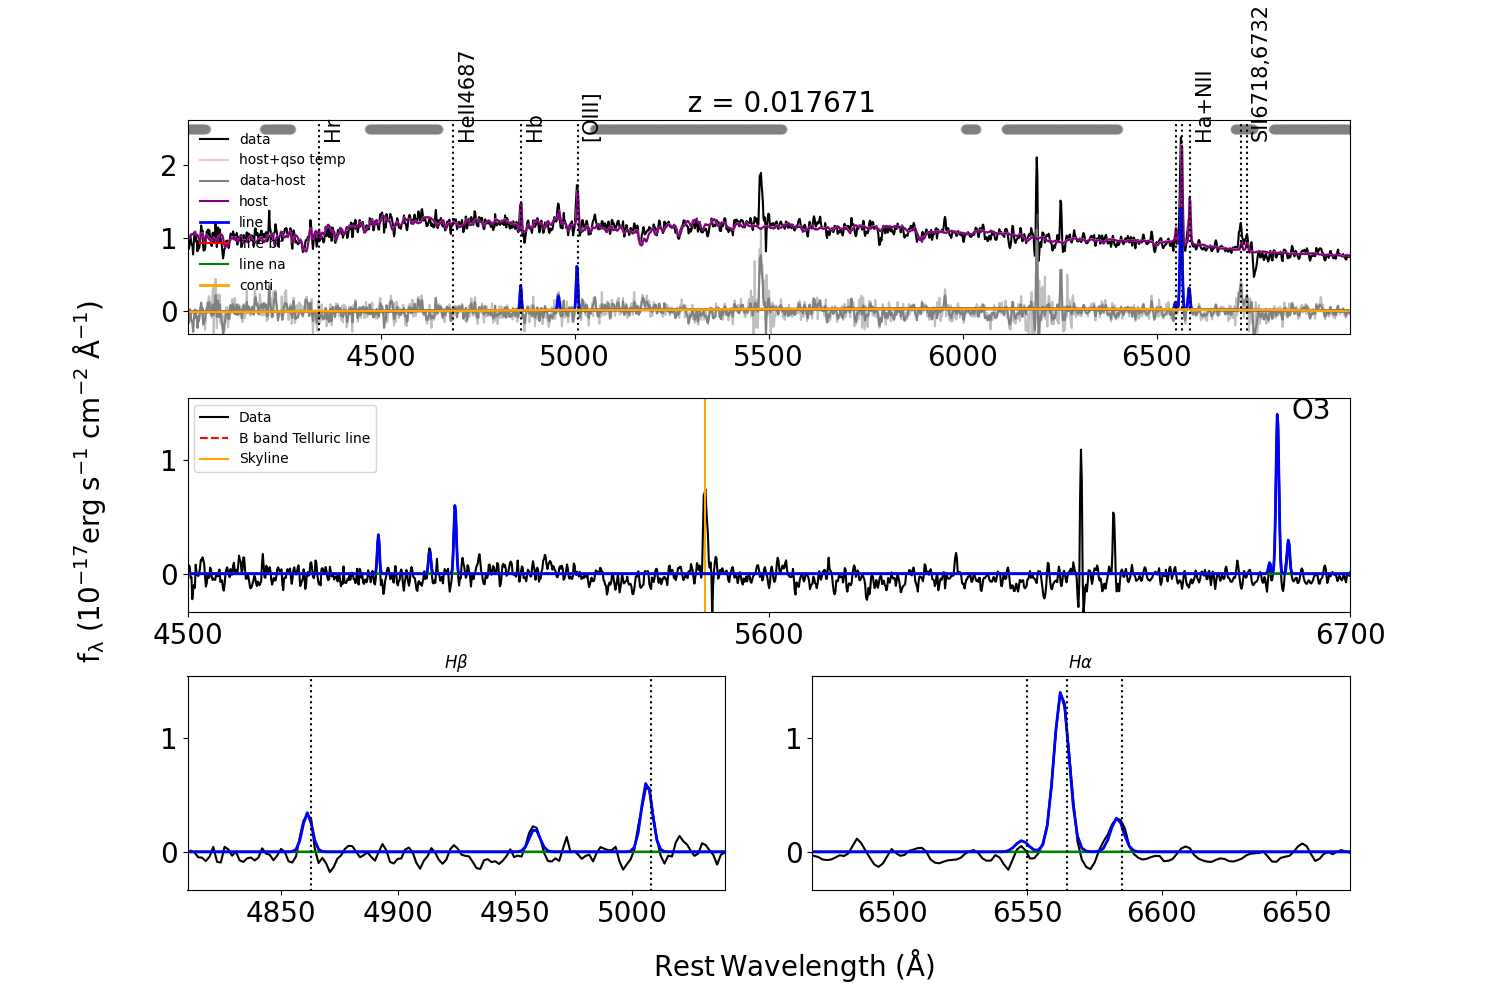 z = 0.017671
Hr
HeII4687
Hb
[OIII]
Ha+NII
SII6718,6732
data
host+qso temp
data-host
host
line
line br
line na
conti
2
1
0
4500 5000 5500 6000 6500
Data
B band Telluric line
Skyline
O3
1
0
4500 5600 6700
fλ (10⁻¹⁷erg s⁻¹ cm⁻² Å⁻¹)
Hβ
1
0
4850 4900 4950 5000
Hα
1
0
6500 6550 6600 6650
Rest Wavelength (Å)